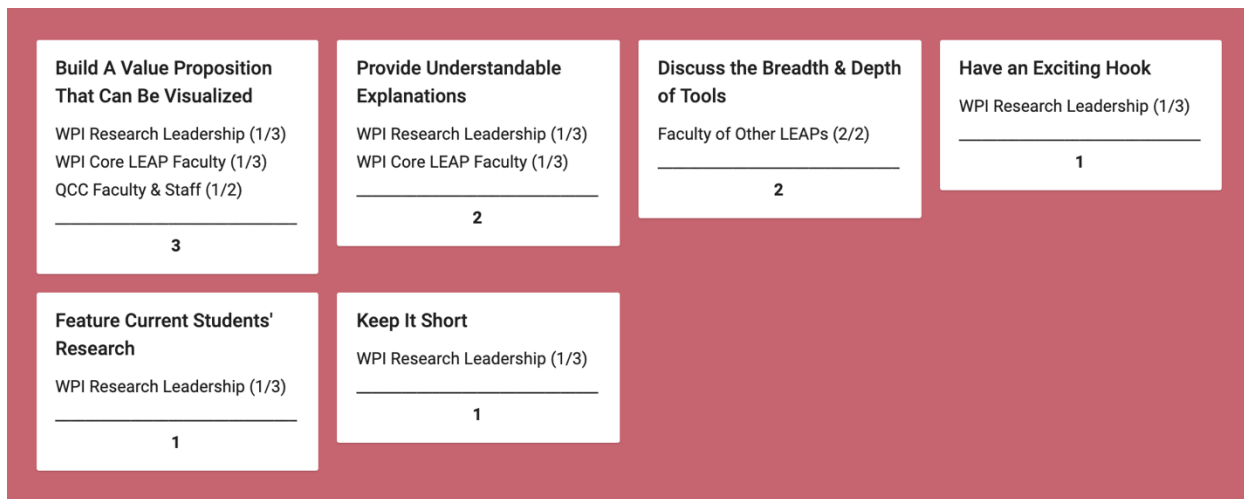 Build A Value Proposition
That Can Be Visualized
WPI Research Leadership (1/3)
WPI Core LEAP Faculty (1/3)
QCC Faculty & Staff (1/2)
3
Provide Understandable
Explanations
WPI Research Leadership (1/3)
WPI Core LEAP Faculty (1/3)
2
Discuss the Breadth & Depth
of Tools
Faculty of Other LEAPs (2/2)
2
Have an Exciting Hook
WPI Research Leadership (1/3)
1
Feature Current Students'
Research
WPI Research Leadership (1/3)
1
Keep It Short
WPI Research Leadership (1/3)
1